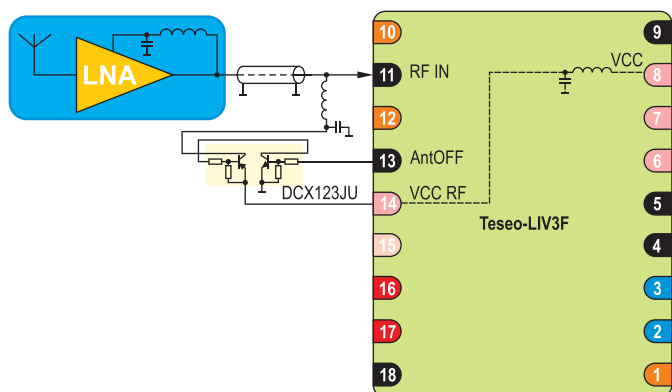 10
9
LNA
11
RF IN
VCC
8
12
7
13
AntOFF
6
DCX123JU
14
VCC RF
5
Teseo-LIV3F
15
4
16
3
17
2
18
1